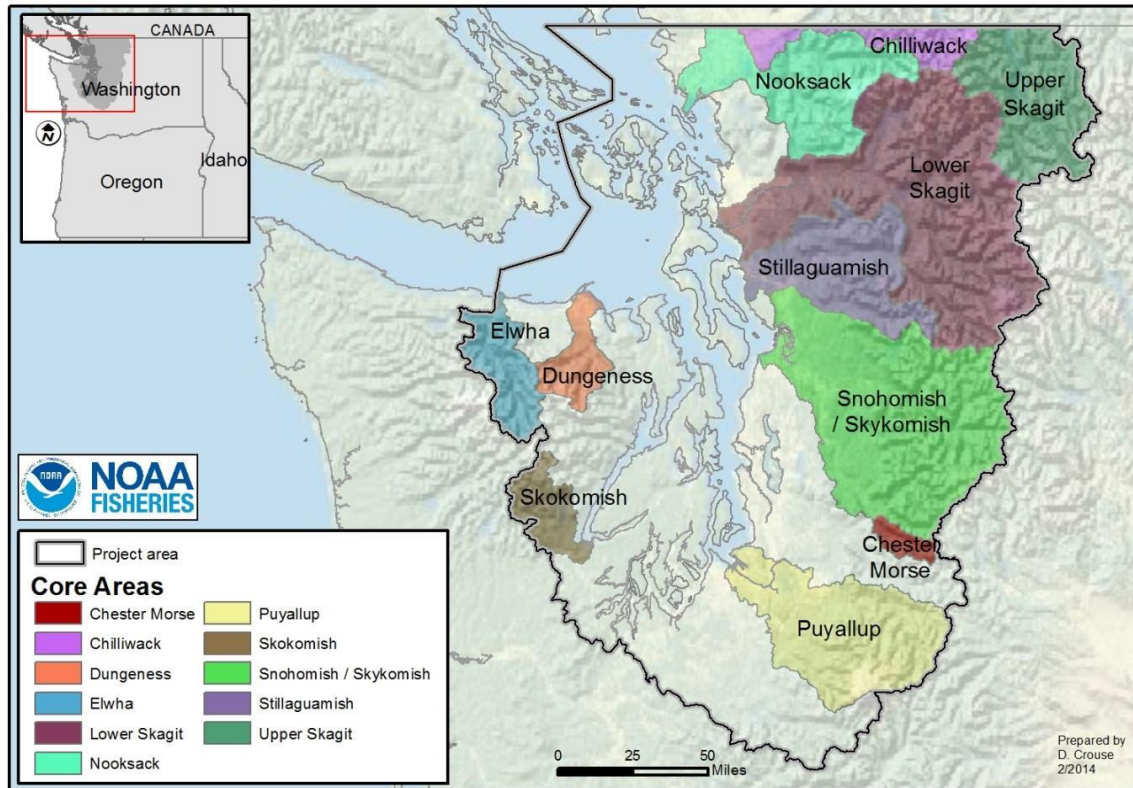 CANADA
Washington
N
Idaho
Oregon
Chilliwack
Nooksack
Upper
Skagit
Lower
Skagit
Stillaguamish
Elwha
Dungeness
Snohomish
/ Skykomish
Skokomish
Chester
Morse
Puyallup
NOAA
NOAA
FISHERIES
Project area
Core Areas
Chester Morse
Chilliwack
Dungeness
Elwha
Lower Skagit
Nooksack
Puyallup
Skokomish
Snohomish / Skykomish
Stillaguamish
Upper Skagit
0 25 50
Miles
Prepared by
D. Crouse
2/2014